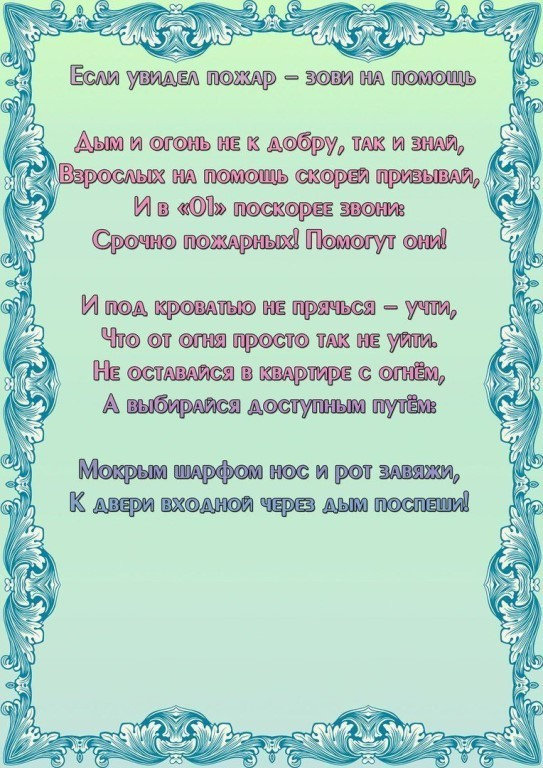 Если увидел пожар – зови на помощь
Дым и огонь не к добру, так и знай,
Взрослых на помощь скорей призывай,
И в «01» поскорее звони:
Срочно пожарных! Помогут они!
И под кроватью не прячься – учти,
Что от огня просто так не уйти.
Не оставайся в квартире с огнём,
А выбирайся доступным путём:
Мокрым шарфом нос и рот завяжи,
К двери входной через дым поспеши!